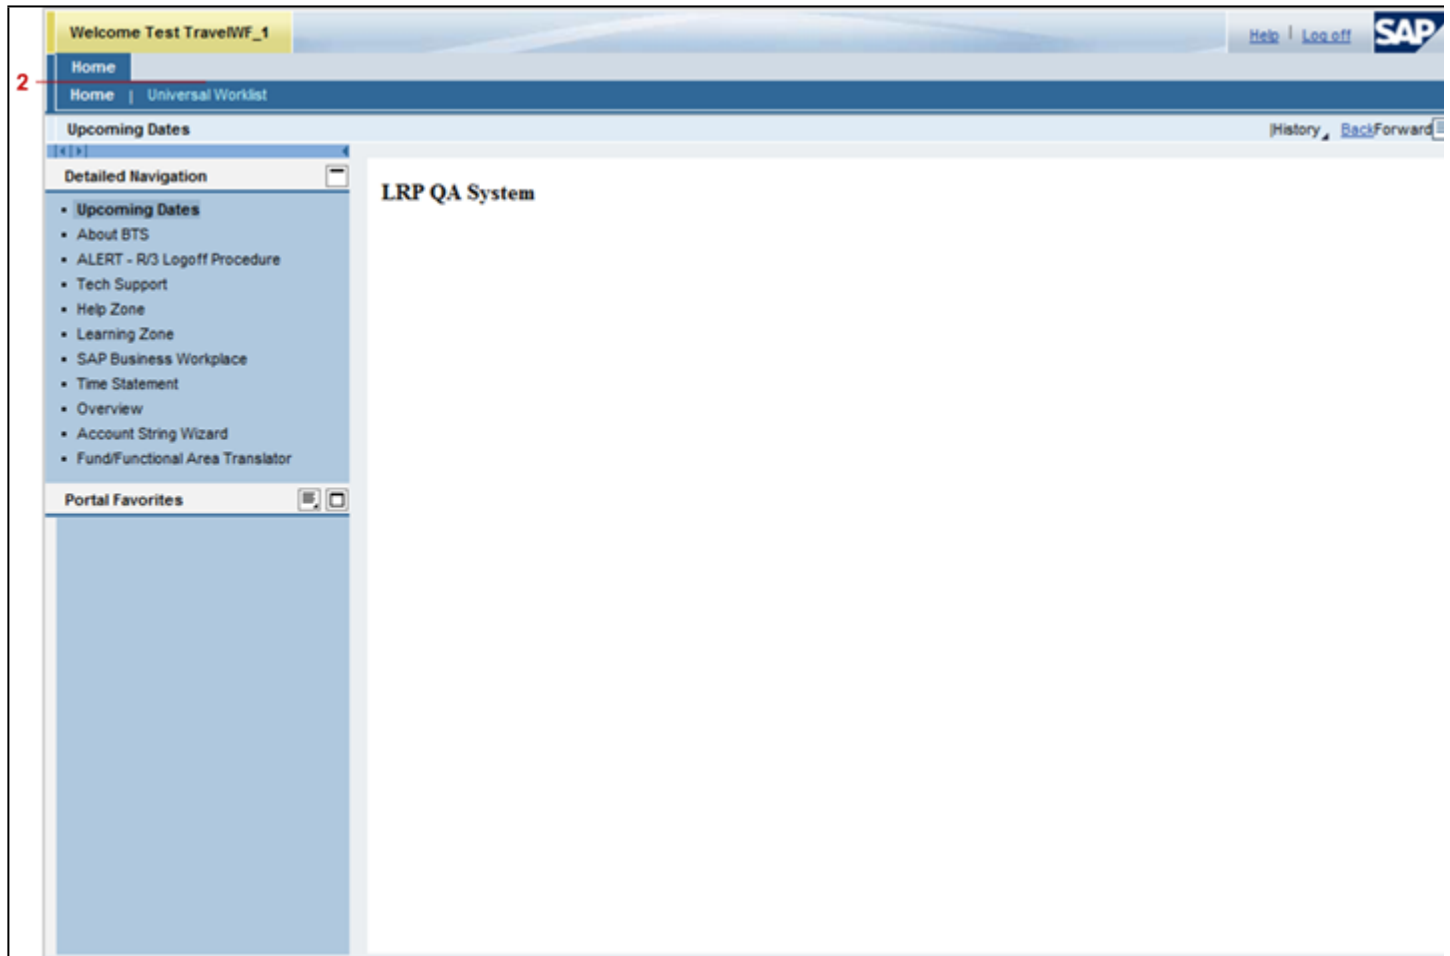 Welcome Test TravelWF_1
Help | Log off
SAP
Home
2
Home | Universal Worklist
Upcoming Dates
|History BackForward
Detailed Navigation
Upcoming Dates
About BTS
ALERT - R/3 Logoff Procedure
Tech Support
Help Zone
Learning Zone
SAP Business Workplace
Time Statement
Overview
Account String Wizard
Fund/Functional Area Translator
Portal Favorites
LRP QA System